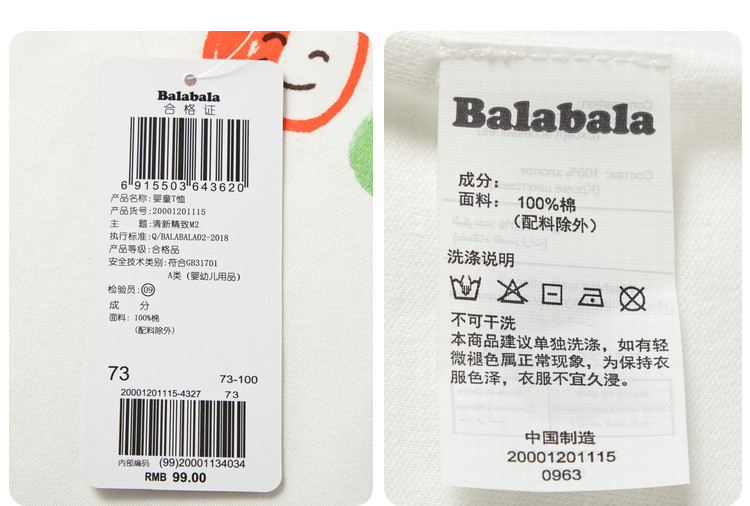 Balabala
合格证
6 915503 643620
产品名称:婴童T恤
产品货号:20001201115
主 题:清新精致M2
执行标准:Q/BALABALA02-2018
产品等级:合格品
安全技术类别:符合GB31701
A类(婴幼儿用品)
检验员:09
成 分
面料:100%棉
(配料除外)
73 73-100
20001201115-4327 73
内部编码 (99)20001134034
RMB 99.00
Balabala
成分:
面料: 100%棉
(配料除外)
洗涤说明
不可干洗
本商品建议单独洗涤,如有轻
微褪色属正常现象,为保持衣
服色泽,衣服不宜久漫。
中国制造
20001201115
0963